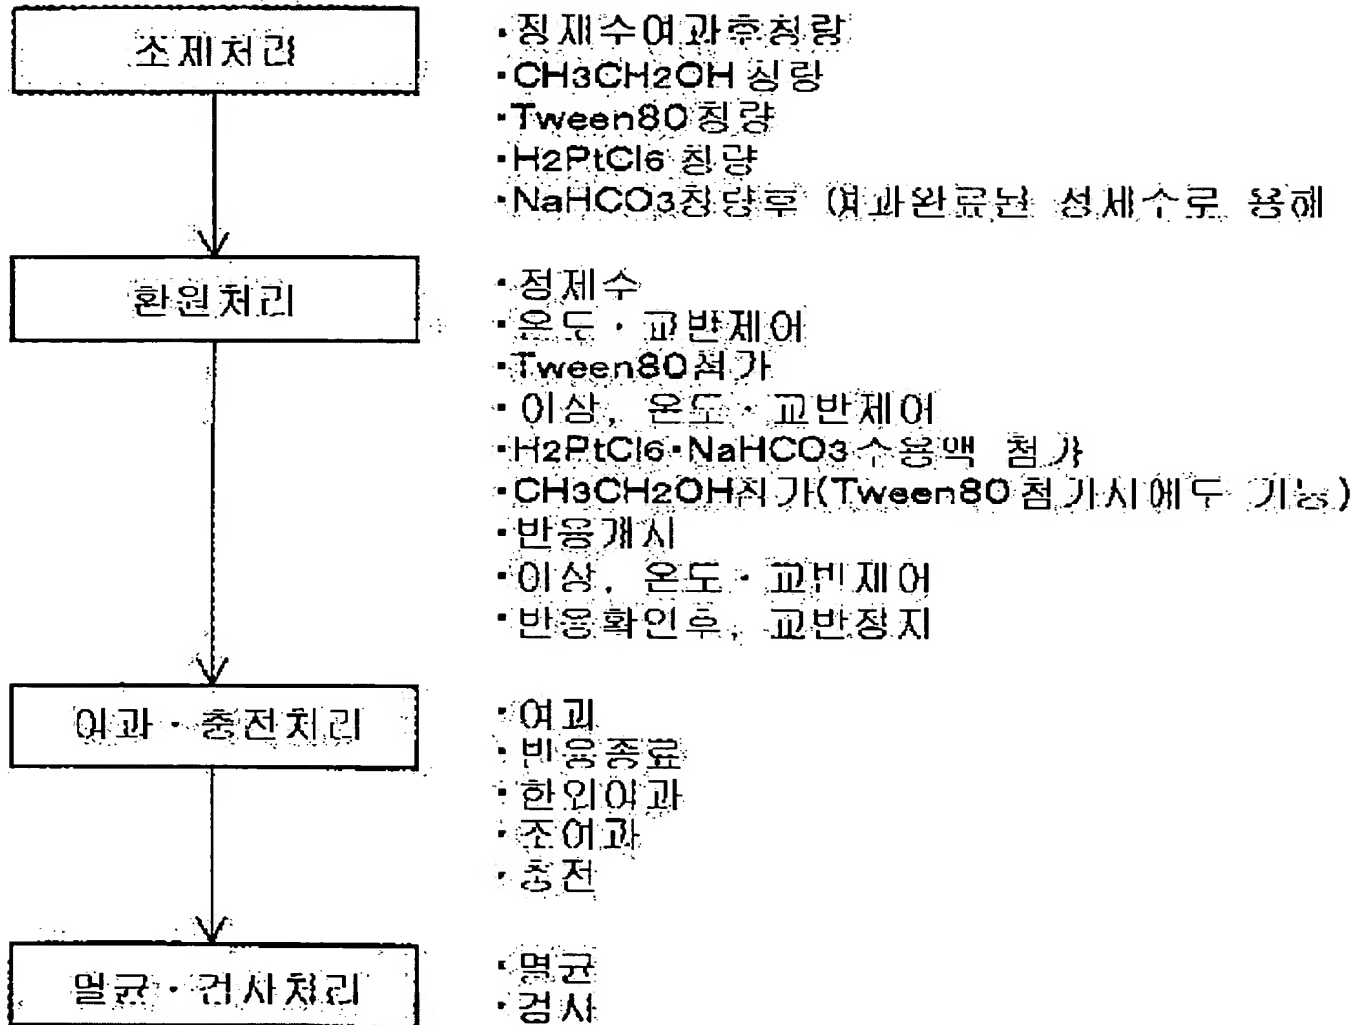 소재처리
·정제수여과후칭량
·CH3CH2OH 칭량
·Tween80 칭량
·H2PtCl6 칭량
·NaHCO3칭량후 여과완료된 정제수로 용해
환원처리
·정제수
·온도·교반제어
·Tween80첨가
·이상, 온도·교반제어
·H2PtCl6·NaHCO3수용액 첨가
·CH3CH2OH첨가(Tween80 첨가시에도 가능)
·반응개시
·이상, 온도·교반제어
·반응확인후, 교반정지
여과·충전처리
·여과
·반응종료
·한외여과
·조여과
·충전
멸균·검사처리
·멸균
·검사